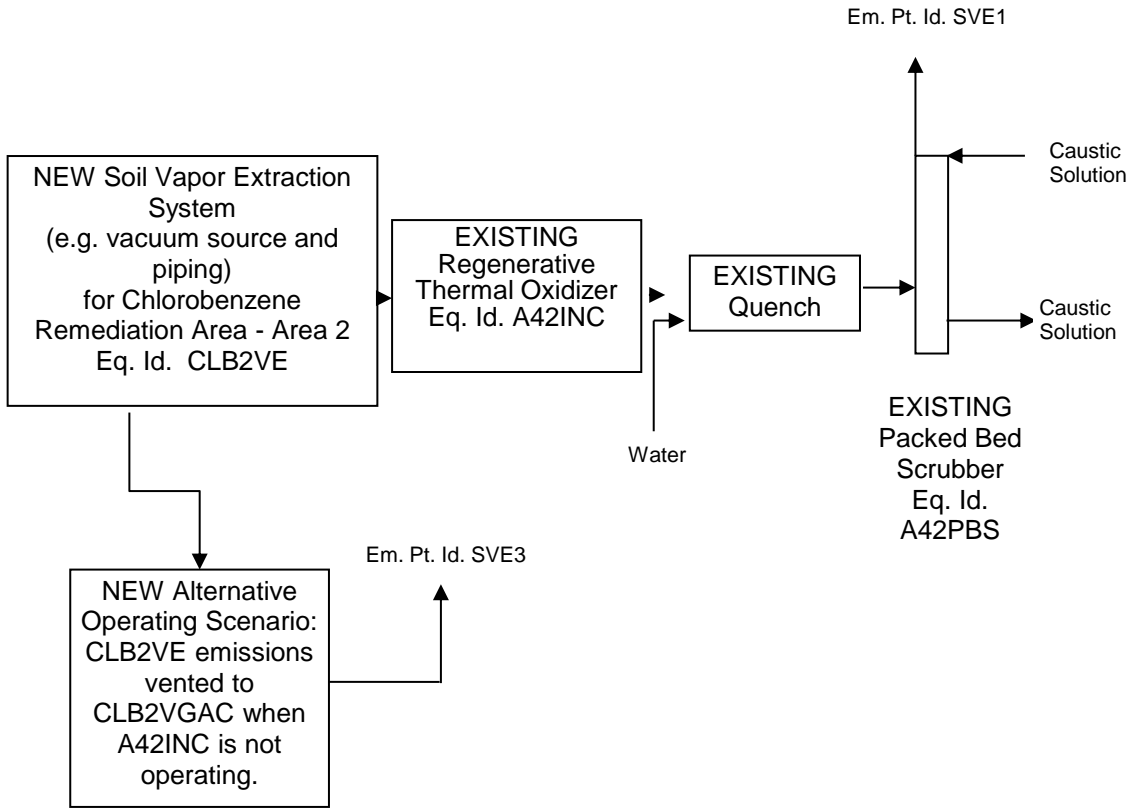 Em. Pt. Id. SVE1
NEW Soil Vapor Extraction
System
(e.g. vacuum source and
piping)
for Chlorobenzene
Remediation Area - Area 2
Eq. Id. CLB2VE
EXISTING
Regenerative
Thermal Oxidizer
Eq. Id. A42INC
EXISTING
Quench
Caustic
Solution
Caustic
Solution
Water
EXISTING
Packed Bed
Scrubber
Eq. Id.
A42PBS
Em. Pt. Id. SVE3
NEW Alternative
Operating Scenario:
CLB2VE emissions
vented to
CLB2VGAC when
A42INC is not
operating.